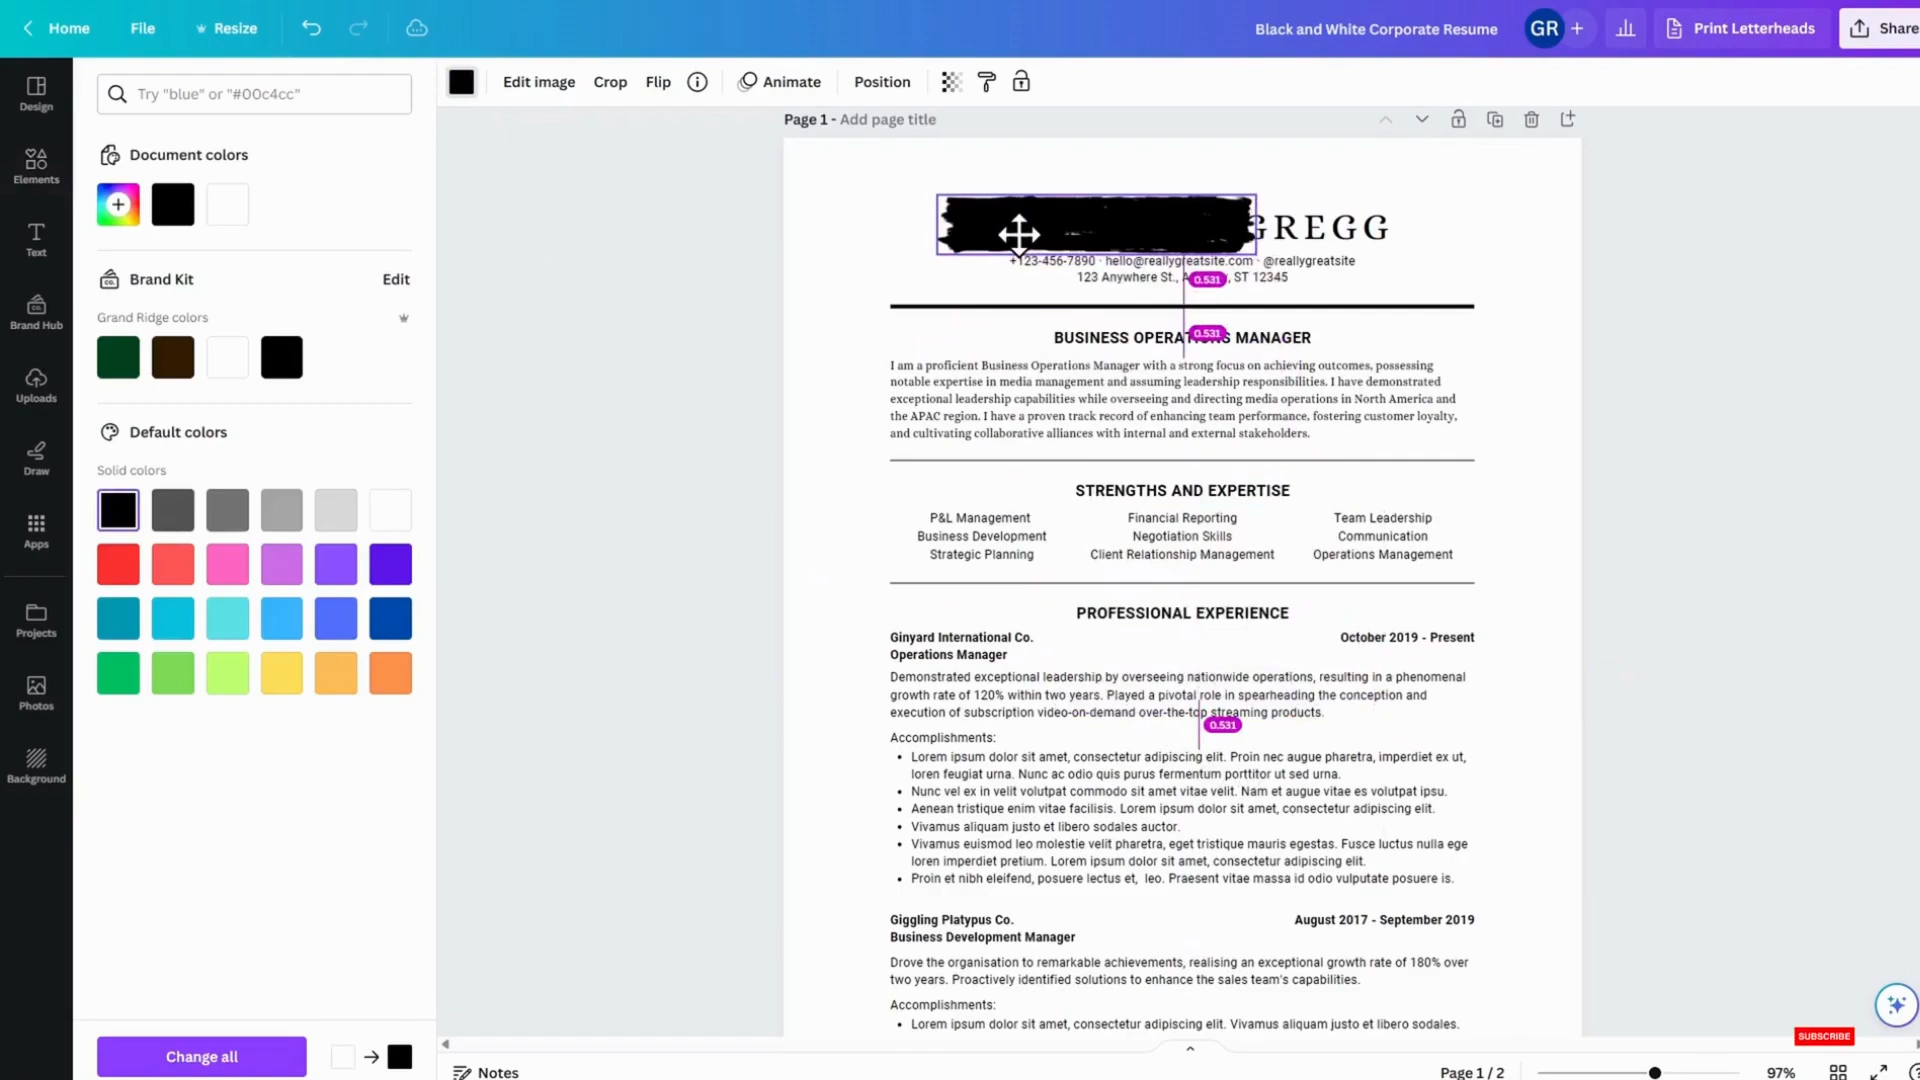 Home File Resize Black and White Corporate Resume GR Print Letterheads Share
Design
Elements
Text
Brand Hub
Uploads
Draw
Apps
Projects
Photos
Background
Try "blue" or "#00c4cc"
Document colors
Brand Kit Edit
Grand Ridge colors
Default colors
Solid colors
Change all
Edit image Crop Flip Animate Position
Page 1 - Add page title
GREGG
+123-456-7890 · hello@reallygreatsite.com · @reallygreatsite
123 Anywhere St., ST 12345
0.531
0.531
BUSINESS OPERATIONS MANAGER
I am a proficient Business Operations Manager with a strong focus on achieving outcomes, possessing
notable expertise in media management and assuming leadership responsibilities. I have demonstrated
exceptional leadership capabilities while overseeing and directing media operations in North America and
the APAC region. I have a proven track record of enhancing team performance, fostering customer loyalty,
and cultivating collaborative alliances with internal and external stakeholders.
STRENGTHS AND EXPERTISE
P&L Management Financial Reporting Team Leadership
Business Development Negotiation Skills Communication
Strategic Planning Client Relationship Management Operations Management
PROFESSIONAL EXPERIENCE
Ginyard International Co. October 2019 - Present
Operations Manager
Demonstrated exceptional leadership by overseeing nationwide operations, resulting in a phenomenal
growth rate of 120% within two years. Played a pivotal role in spearheading the conception and
execution of subscription video-on-demand over-the-top streaming products.
0.531
Accomplishments:
• Lorem ipsum dolor sit amet, consectetur adipiscing elit. Proin nec augue pharetra, imperdiet ex ut,
loren feugiat urna. Nunc ac odio quis purus fermentum porttitor ut sed urna.
• Nunc vel ex in velit volutpat commodo sit amet vitae velit. Nam et augue vitae es volutpat ipsu.
• Aenean tristique enim vitae facilisis. Lorem ipsum dolor sit amet, consectetur adipiscing elit.
• Vivamus aliquam justo et libero sodales auctor.
• Vivamus euismod leo molestie velit pharetra, eget tristique mauris egestas. Fusce luctus nulla ege
loren imperdiet pretium. Lorem ipsum dolor sit amet, consectetur adipiscing elit.
• Proin et nibh eleifend, posuere lectus et, leo. Praesent vitae massa id odio vulputate posuere is.
Giggling Platypus Co. August 2017 - September 2019
Business Development Manager
Drove the organisation to remarkable achievements, realising an exceptional growth rate of 180% over
two years. Proactively identified solutions to enhance the sales team's capabilities.
Accomplishments:
• Lorem ipsum dolor sit amet, consectetur adipiscing elit. Vivamus aliquam justo et libero sodales.
SUBSCRIBE
Notes Page 1 / 2 97%